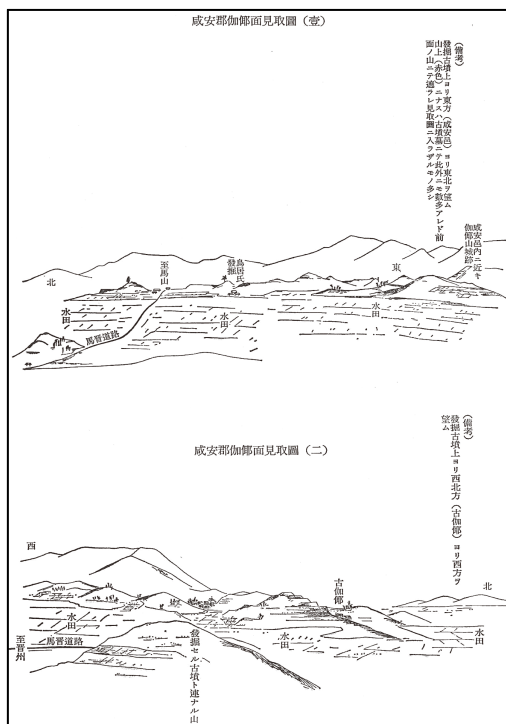 咸安郡伽倻面見取圖（壹）
（備考）
發掘古墳上ヨリ東方（咸安邑）ヨリ東北ヲ望ム
山上（赤色）ニナスハ古墳墓ニテ此外ニモ數多アレド前
面ノ山ニテ遮ラレ見取圖ニ入ラザルモノ多シ
咸安邑內ニ近キ
伽倻山城跡
東
鳥居氏
發掘
至馬山
北
水田
水田
水田
馬晋道路
咸安郡伽倻面見取圖（二）
（備考）
發掘古墳上ヨリ西北方（古伽倻）ヨリ西方ヲ
望ム
西
北
古伽倻
水田
水田
水田
馬晋道路
至晋州
發掘セル古墳ト連ナル山